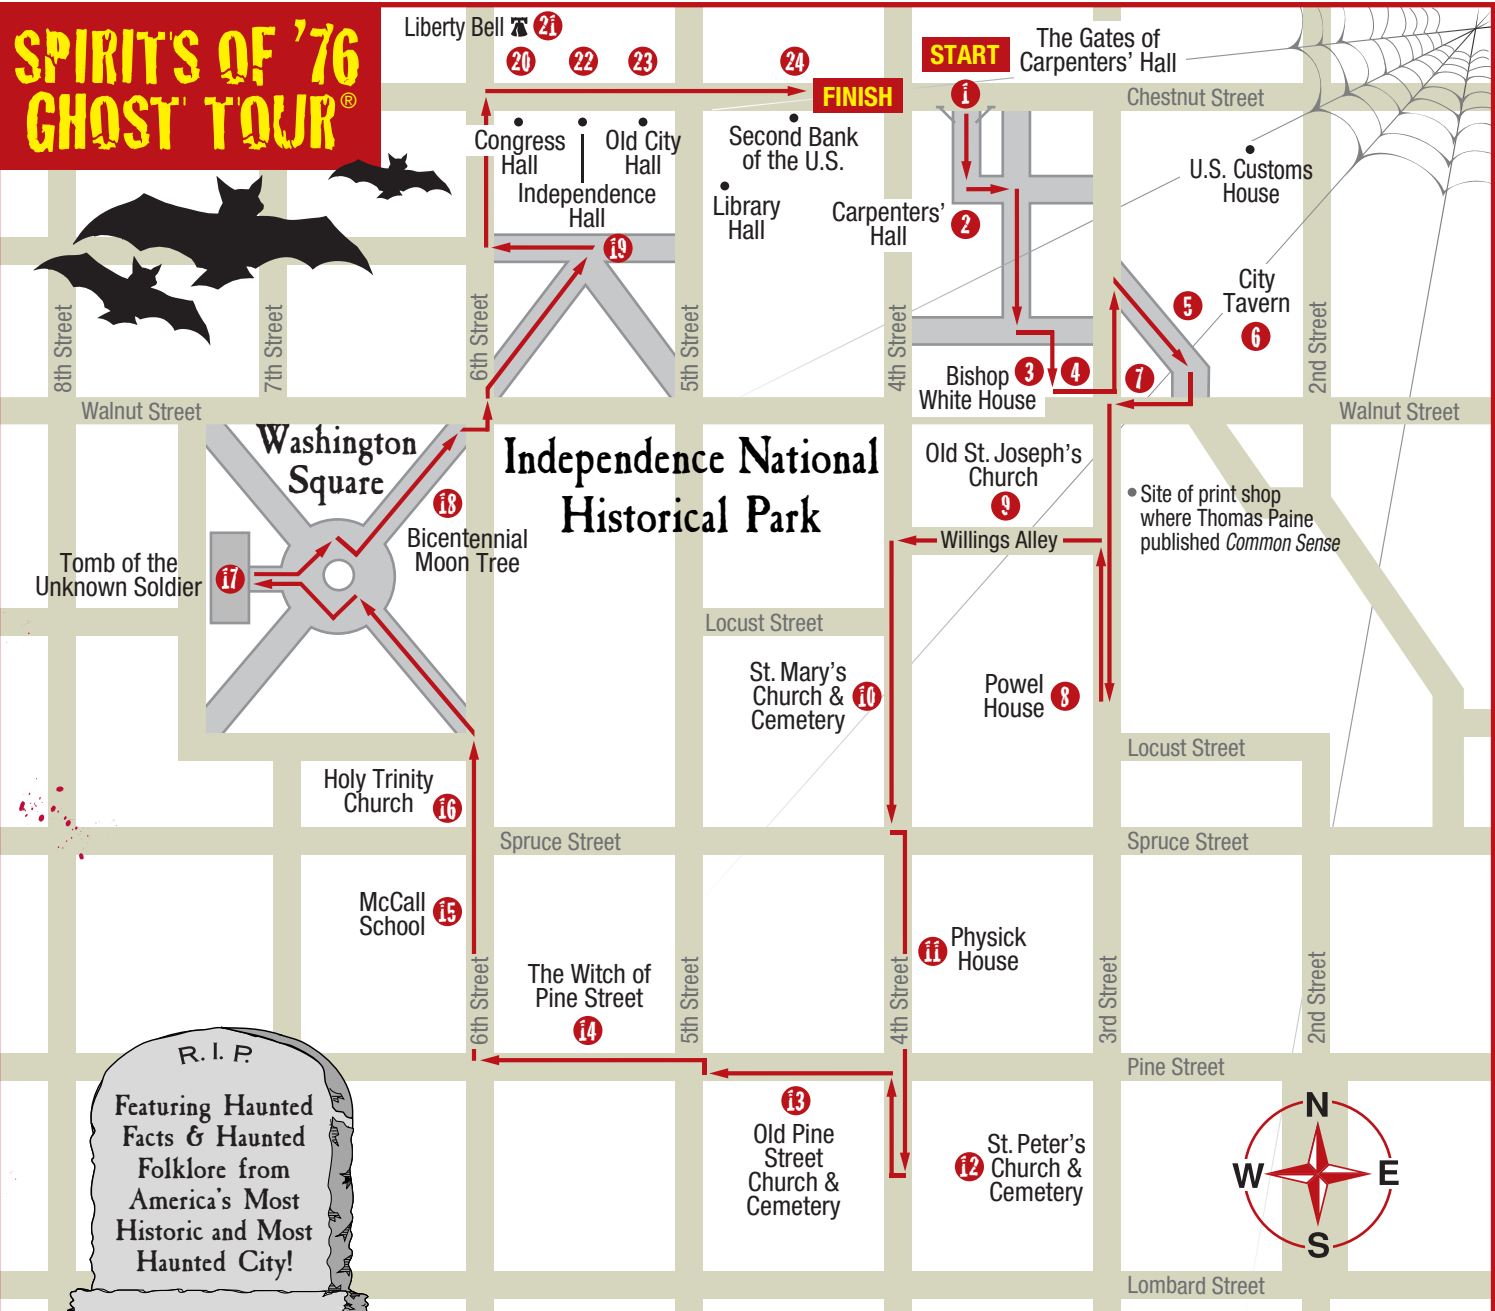 SPIRITS OF '76
GHOST TOUR®
Liberty Bell 21
20 22 23 24
START
The Gates of
Carpenters' Hall
1
FINISH
Chestnut Street
Congress
Hall
Independence
Hall
Old City
Hall
Second Bank
of the U.S.
Library
Hall
Carpenters'
Hall
2
U.S. Customs
House
19
City
Tavern
6
5
8th Street
7th Street
6th Street
5th Street
4th Street
2nd Street
Bishop
White House
3
4
7
Walnut Street
Walnut Street
Washington
Square
Independence National
Historical Park
Old St. Joseph's
Church
9
18
Bicentennial
Moon Tree
Willings Alley
Site of print shop
where Thomas Paine
published Common Sense
Tomb of the
Unknown Soldier
17
Locust Street
St. Mary's
Church &
Cemetery
10
Powel
House
8
Locust Street
Holy Trinity
Church
16
Spruce Street
Spruce Street
McCall
School
15
Physick
House
11
The Witch of
Pine Street
14
6th Street
5th Street
4th Street
3rd Street
2nd Street
Pine Street
13
Old Pine
Street
Church &
Cemetery
12
St. Peter's
Church &
Cemetery
N
W
E
S
Lombard Street
R. I. P.
Featuring Haunted
Facts & Haunted
Folklore from
America's Most
Historic and Most
Haunted City!